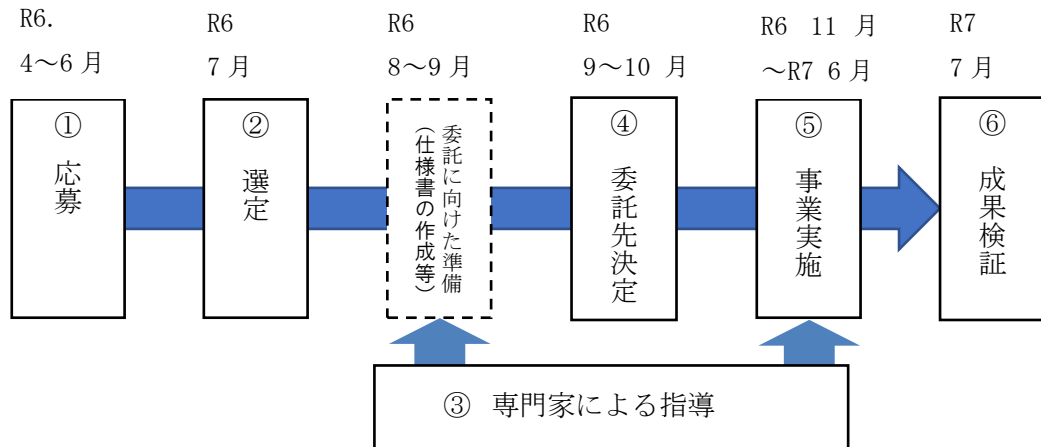 R6.
4～6 月
R6
7 月
R6
8～9 月
R6
9～10 月
R6 11 月
～R7 6 月
R7
7 月
①
応募
②
選定
委託に向けた準備
（仕様書の作成等）
④
委託先決定
⑤
事業実施
⑥
成果検証
③ 専門家による指導